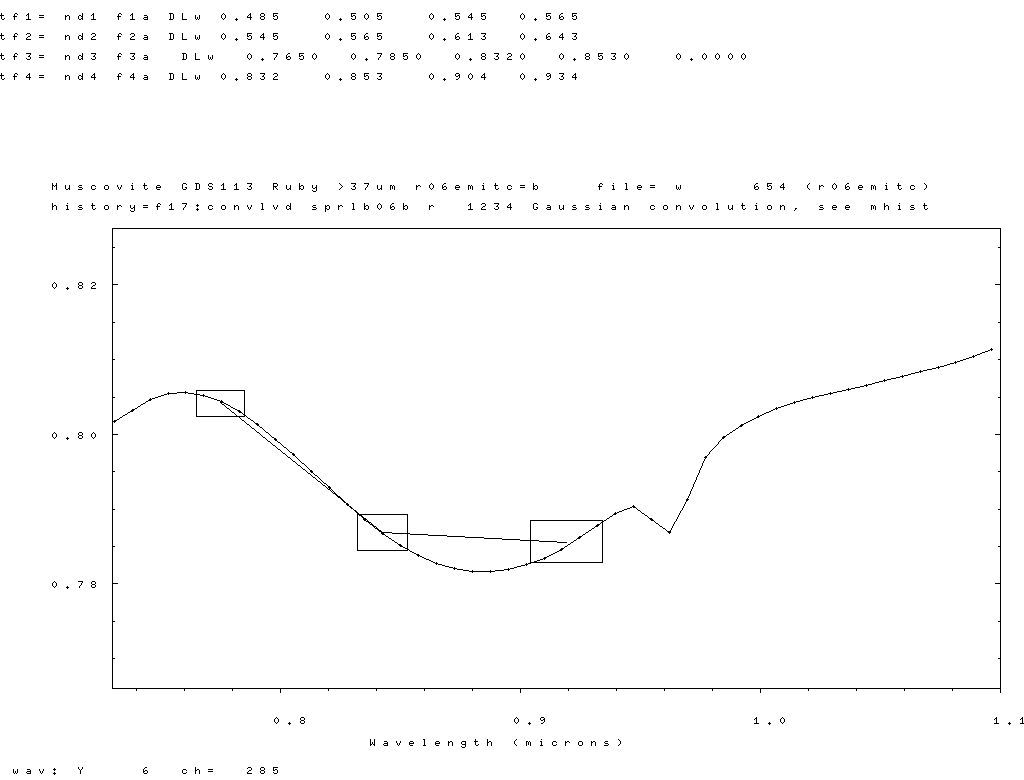 tf1= nd1 f1a DLw 0.485 0.505 0.545 0.565
tf2= nd2 f2a DLw 0.545 0.565 0.613 0.643
tf3= nd3 f3a DLw 0.7650 0.7850 0.8320 0.8530 0.0000
tf4= nd4 f4a DLw 0.832 0.853 0.904 0.934
Muscovite GDS113 Ruby >37um r06emitc=b file= w 654 (r06emitc)
history=f17:convlvd sprlb06b r 1234 Gaussian convolution, see mhist
0.82
0.80
0.78
0.8 0.9 1.0 1.1
Wavelength (microns)
wav: Y 6 ch= 285